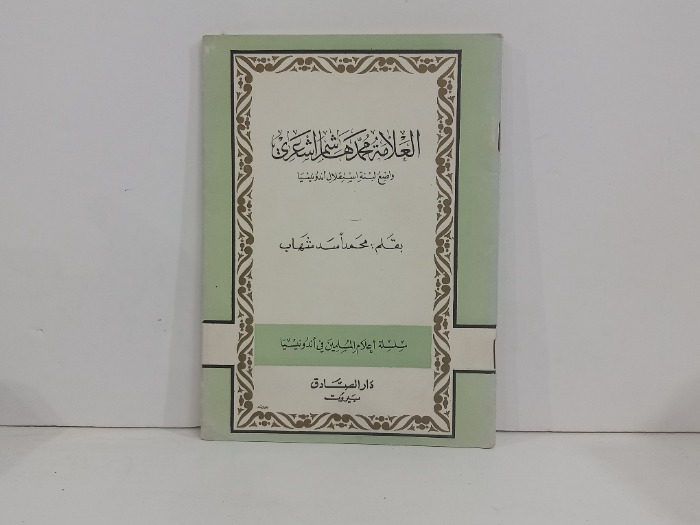 العلامة محمد هاشم اشعري
واضع لبنة استقلال أندونيسيا
بقلم: محمد أسد شهاب
سلسلة أعلام المسلمين في أندونيسيا
دار الصادق
بيروت